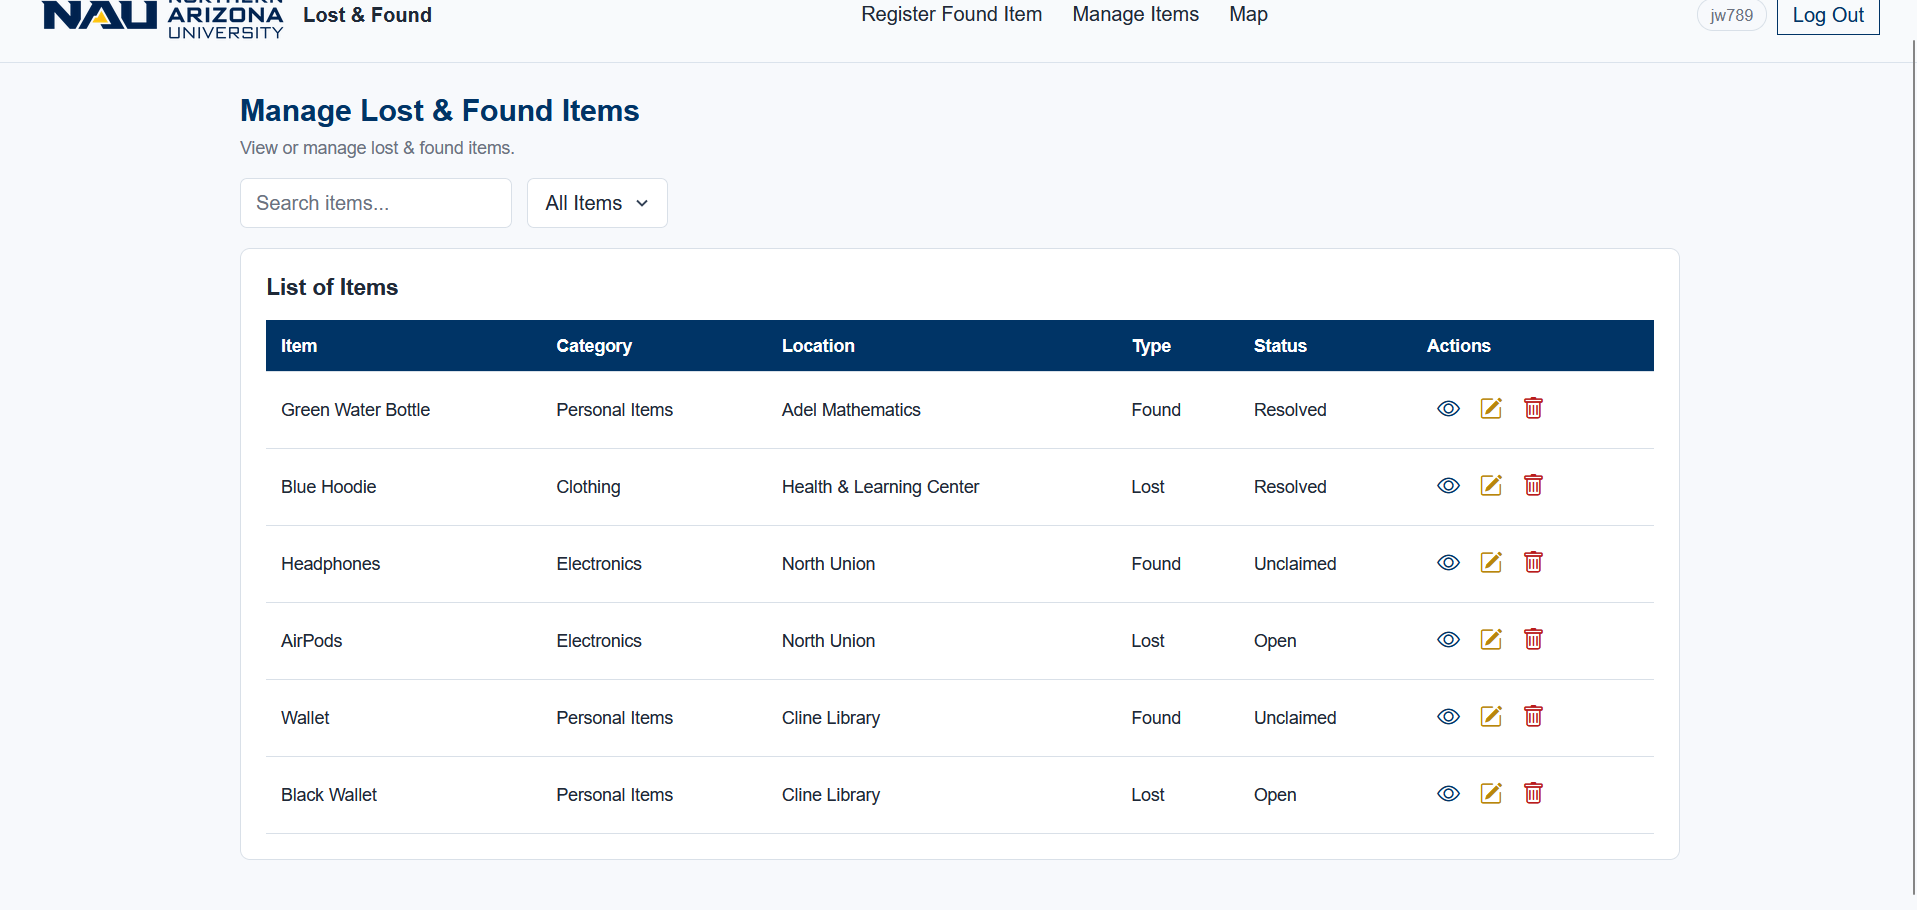 NAU
NORTHERN
ARIZONA
UNIVERSITY
Lost & Found
Register Found Item Manage Items Map
jw789
Log Out
Manage Lost & Found Items
View or manage lost & found items.
Search items...
All Items
List of Items
Item Category Location Type Status Actions
Green Water Bottle Personal Items Adel Mathematics Found Resolved
Blue Hoodie Clothing Health & Learning Center Lost Resolved
Headphones Electronics North Union Found Unclaimed
AirPods Electronics North Union Lost Open
Wallet Personal Items Cline Library Found Unclaimed
Black Wallet Personal Items Cline Library Lost Open